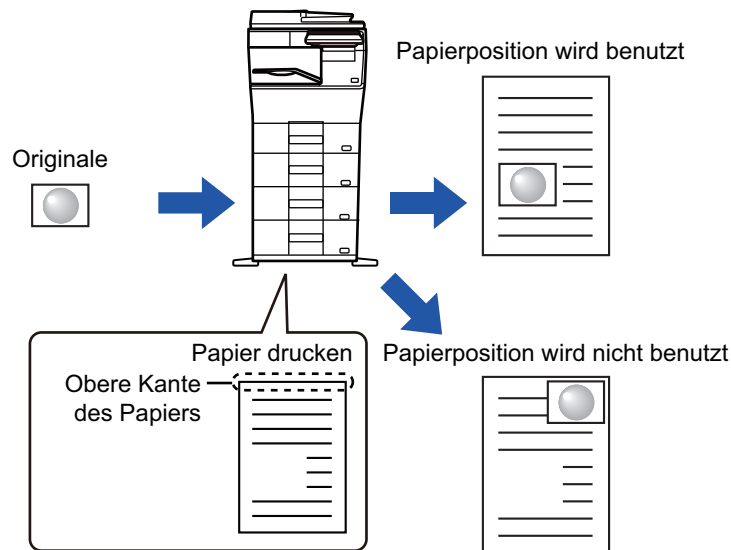 Papierposition wird benutzt
Originale
Papier drucken
Obere Kante
des Papiers
Papierposition wird nicht benutzt